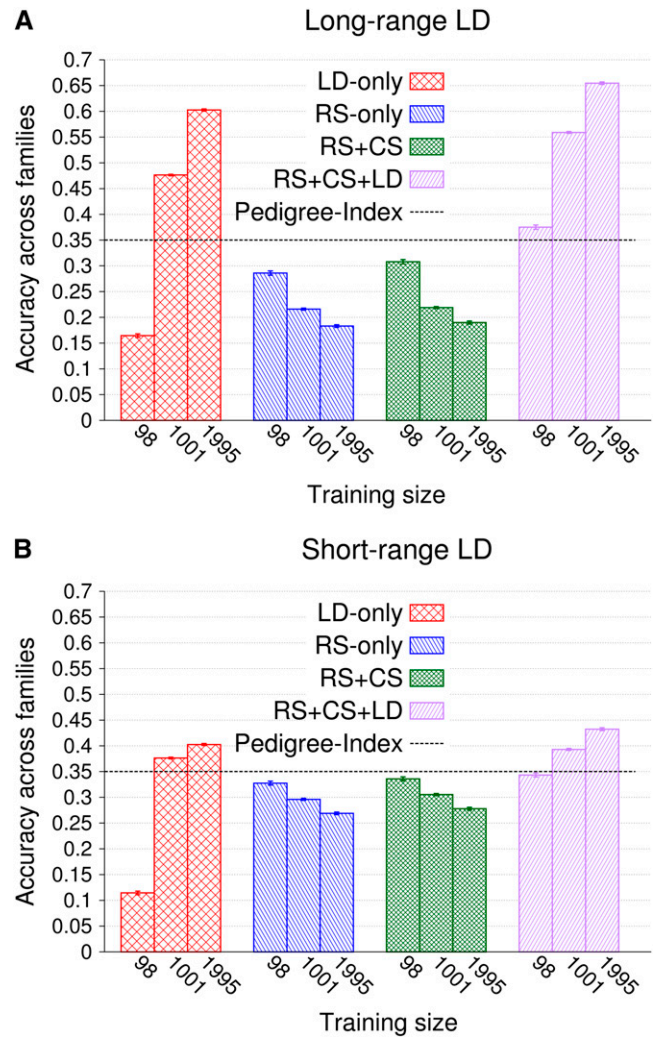 A
Long-range LD
Accuracy across families
0.7
0.65
0.6
0.55
0.5
0.45
0.4
0.35
0.3
0.25
0.2
0.15
0.1
0.05
0
LD-only
RS-only
RS+CS
RS+CS+LD
Pedigree-Index
98 1001 1995 98 1001 1995 98 1001 1995 98 1001 1995
Training size
B
Short-range LD
Accuracy across families
0.7
0.65
0.6
0.55
0.5
0.45
0.4
0.35
0.3
0.25
0.2
0.15
0.1
0.05
0
LD-only
RS-only
RS+CS
RS+CS+LD
Pedigree-Index
98 1001 1995 98 1001 1995 98 1001 1995 98 1001 1995
Training size